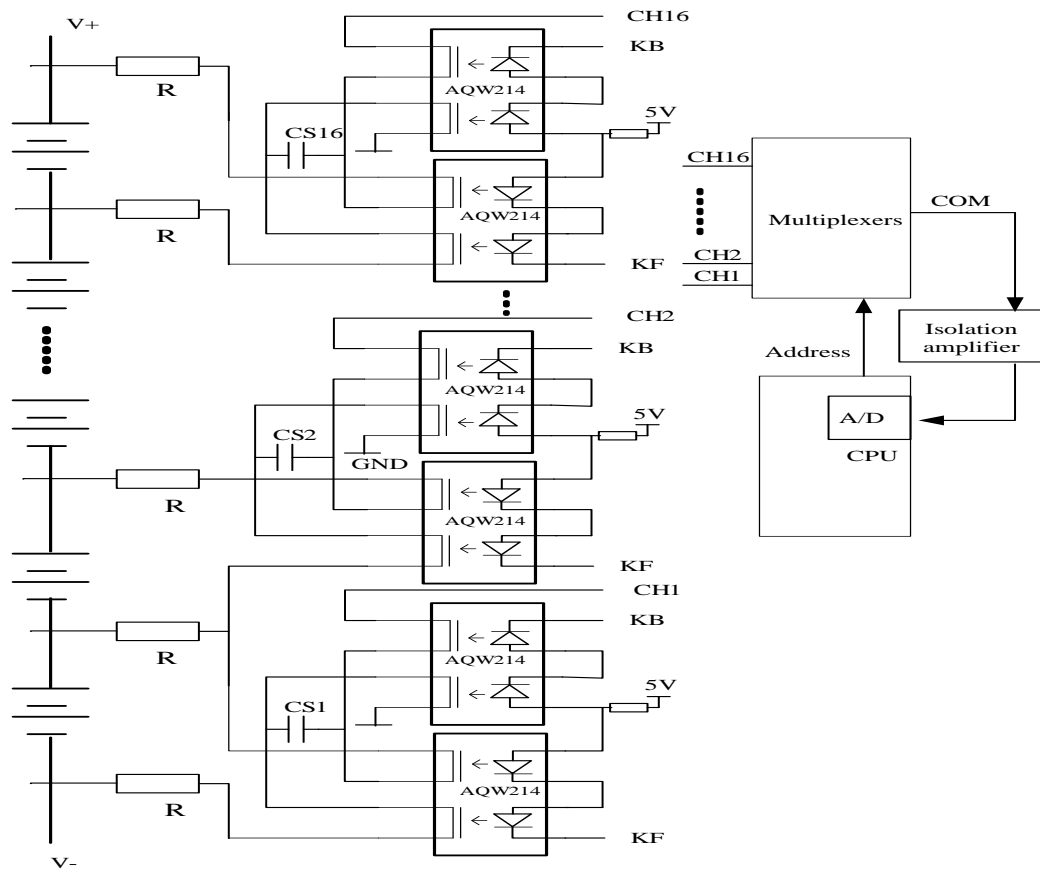 V+
CH16
KB
R
AQW214
5V
CS16
AQW214
R
KF
CH16
Multiplexers
COM
CH2
CH1
CH2
KB
Address
Isolation
amplifier
AQW214
5V
CS2
GND
A/D
CPU
R
AQW214
KF
CH1
KB
R
AQW214
5V
CS1
AQW214
R
KF
V-